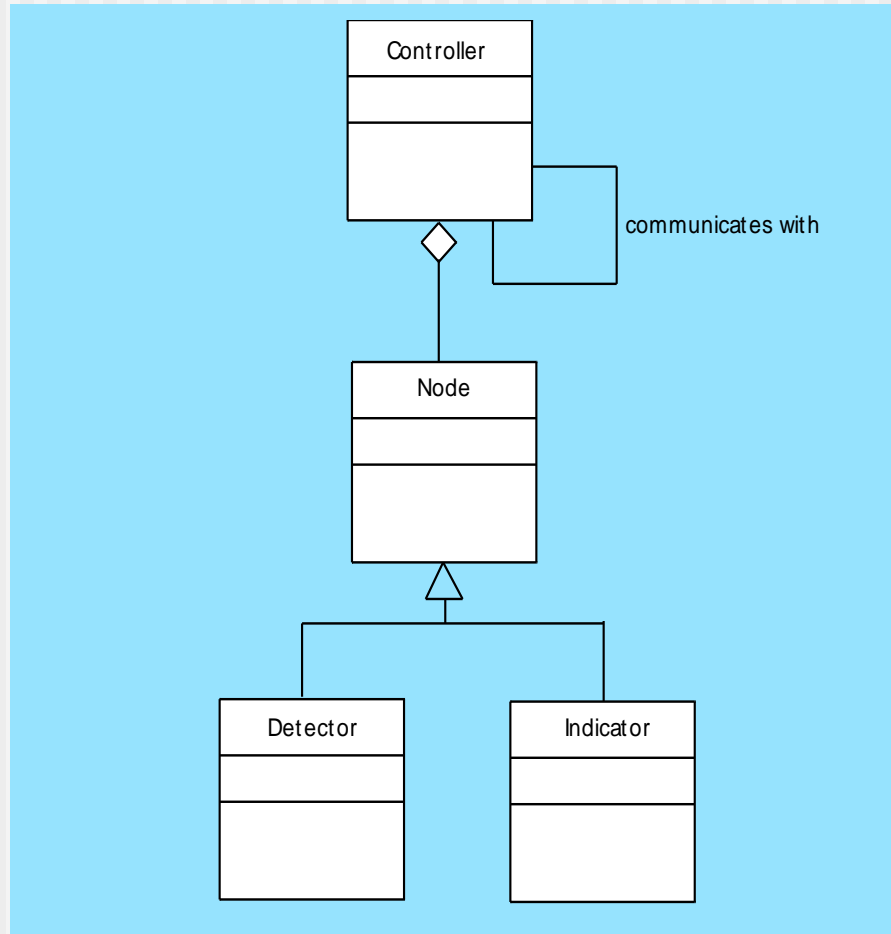 Controller
communicates with
Node
Detector
Indicator